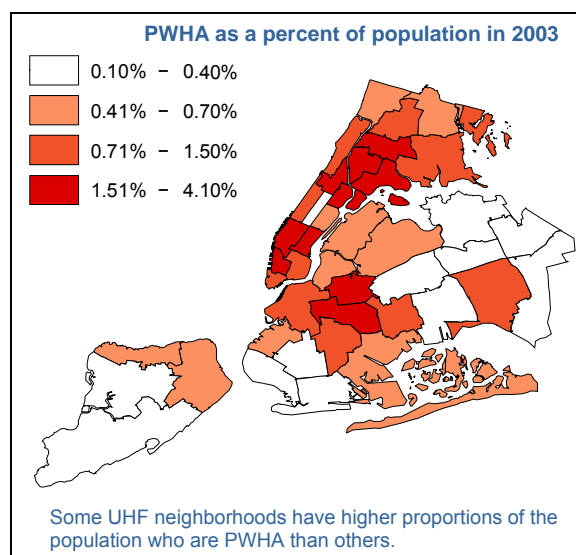 PWHA as a percent of population in 2003
0.10% – 0.40%
0.41% – 0.70%
0.71% – 1.50%
1.51% – 4.10%
Some UHF neighborhoods have higher proportions of the
population who are PWHA than others.